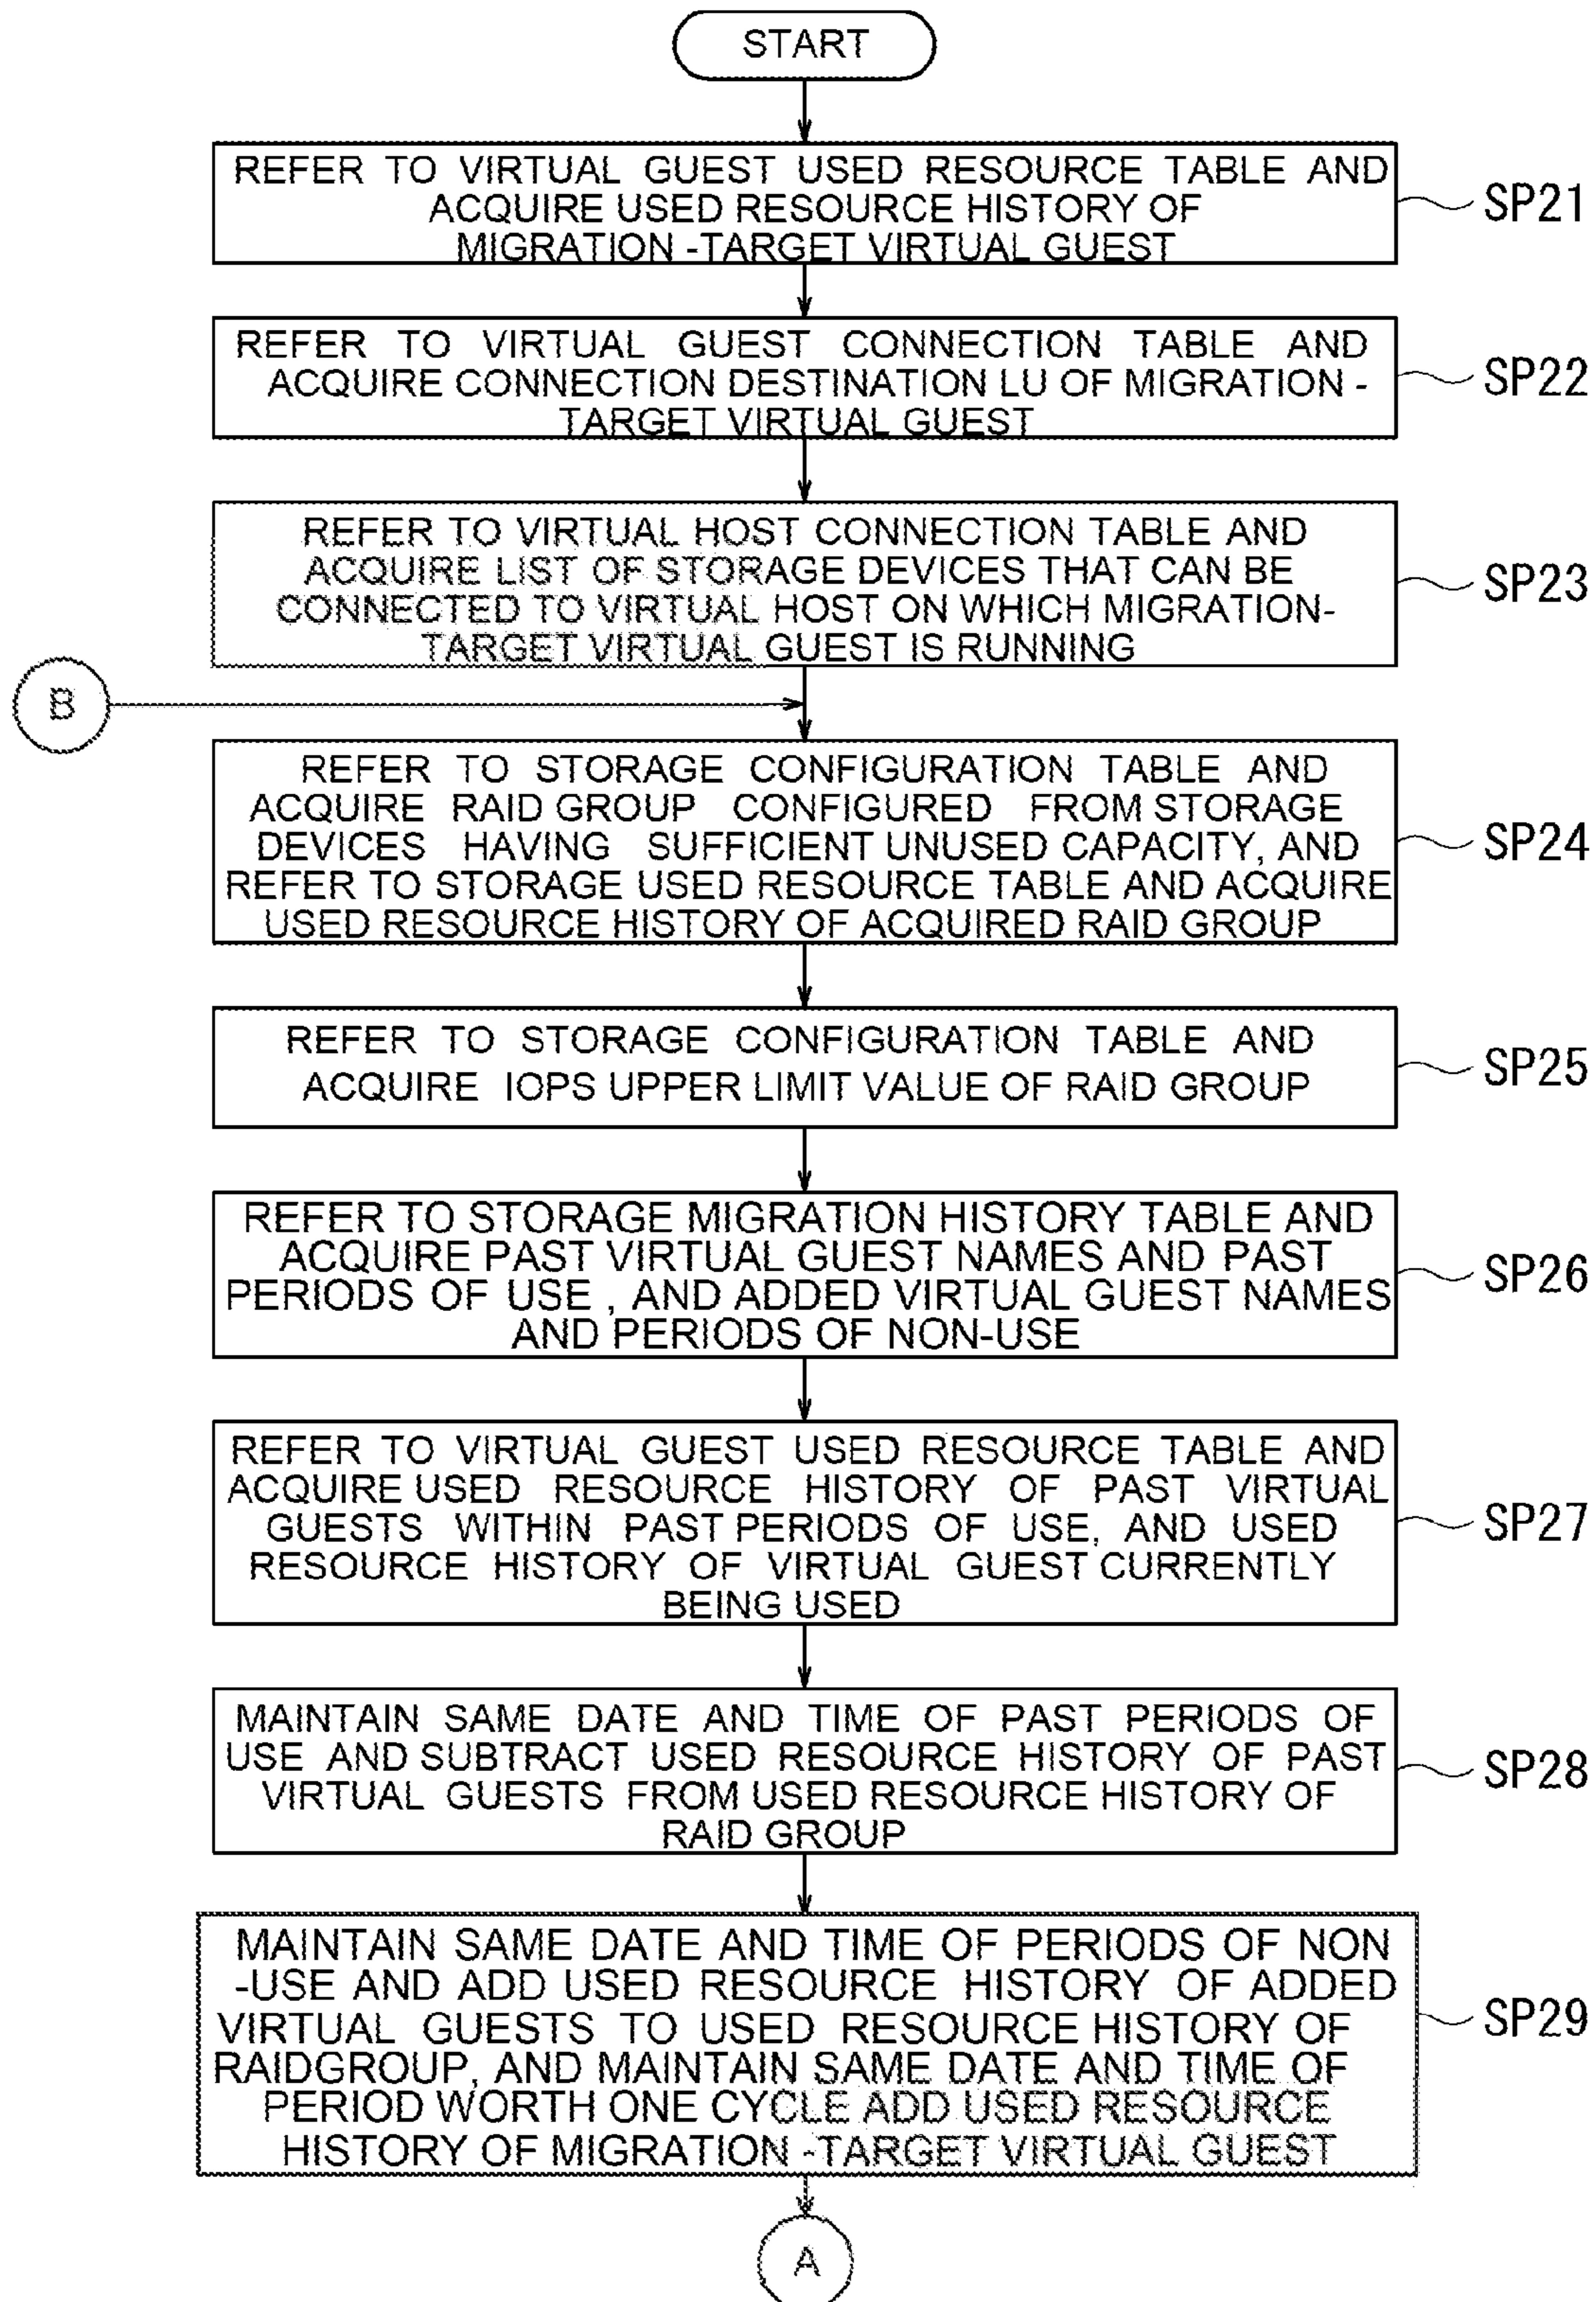 START
REFER TO VIRTUAL GUEST USED RESOURCE TABLE AND
ACQUIRE USED RESOURCE HISTORY OF
MIGRATION -TARGET VIRTUAL GUEST
SP21
REFER TO VIRTUAL GUEST CONNECTION TABLE AND
ACQUIRE CONNECTION DESTINATION LU OF MIGRATION -
TARGET VIRTUAL GUEST
SP22
REFER TO VIRTUAL HOST CONNECTION TABLE AND
ACQUIRE LIST OF STORAGE DEVICES THAT CAN BE
CONNECTED TO VIRTUAL HOST ON WHICH MIGRATION-
TARGET VIRTUAL GUEST IS RUNNING
SP23
B
REFER TO STORAGE CONFIGURATION TABLE AND
ACQUIRE RAID GROUP CONFIGURED FROM STORAGE
DEVICES HAVING SUFFICIENT UNUSED CAPACITY, AND
REFER TO STORAGE USED RESOURCE TABLE AND ACQUIRE
USED RESOURCE HISTORY OF ACQUIRED RAID GROUP
SP24
REFER TO STORAGE CONFIGURATION TABLE AND
ACQUIRE IOPS UPPER LIMIT VALUE OF RAID GROUP
SP25
REFER TO STORAGE MIGRATION HISTORY TABLE AND
ACQUIRE PAST VIRTUAL GUEST NAMES AND PAST
PERIODS OF USE , AND ADDED VIRTUAL GUEST NAMES
AND PERIODS OF NON-USE
SP26
REFER TO VIRTUAL GUEST USED RESOURCE TABLE AND
ACQUIRE USED RESOURCE HISTORY OF PAST VIRTUAL
GUESTS WITHIN PAST PERIODS OF USE, AND USED
RESOURCE HISTORY OF VIRTUAL GUEST CURRENTLY
BEING USED
SP27
MAINTAIN SAME DATE AND TIME OF PAST PERIODS OF
USE AND SUBTRACT USED RESOURCE HISTORY OF PAST
VIRTUAL GUESTS FROM USED RESOURCE HISTORY OF
RAID GROUP
SP28
MAINTAIN SAME DATE AND TIME OF PERIODS OF NON
-USE AND ADD USED RESOURCE HISTORY OF ADDED
VIRTUAL GUESTS TO USED RESOURCE HISTORY OF
RAIDGROUP, AND MAINTAIN SAME DATE AND TIME OF
PERIOD WORTH ONE CYCLE ADD USED RESOURCE
HISTORY OF MIGRATION -TARGET VIRTUAL GUEST
SP29
A